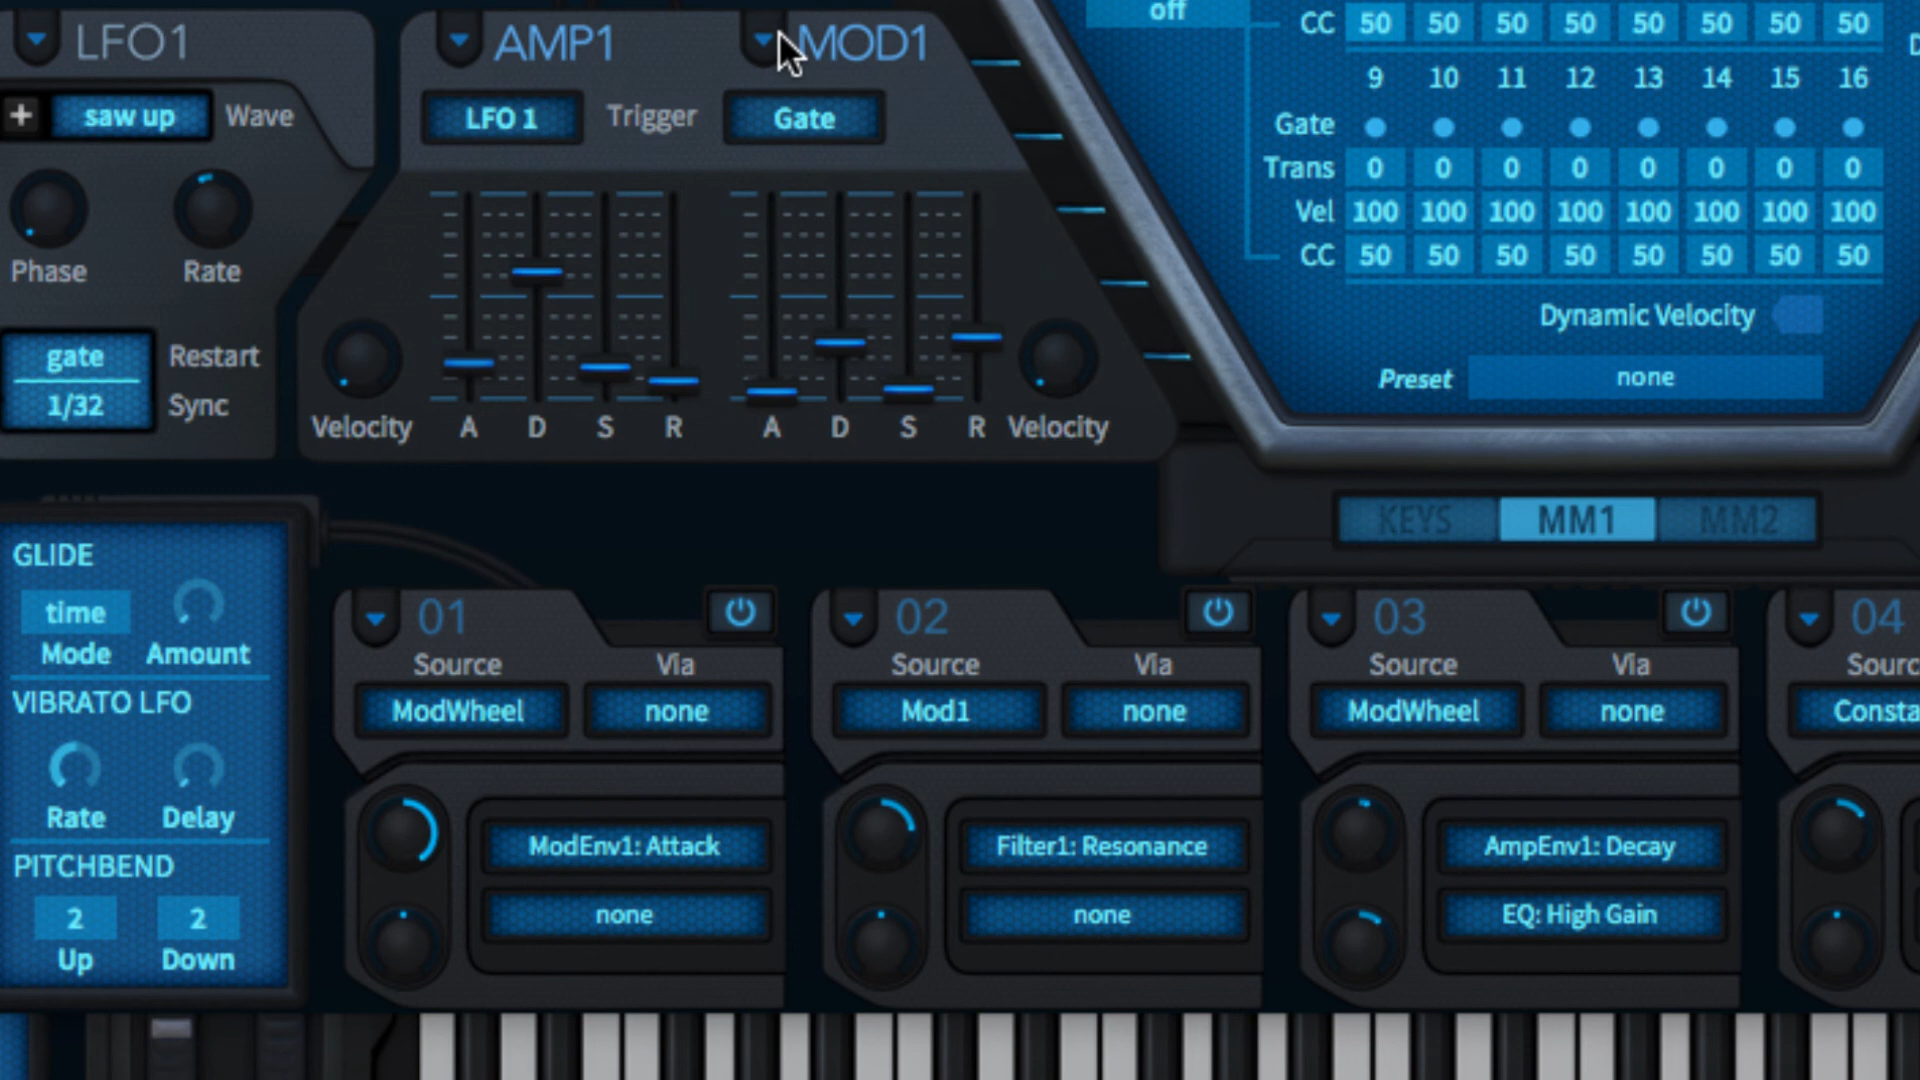 LFO1
saw up Wave
Phase Rate
gate Restart
1/32 Sync
AMP1 MOD1
LFO 1 Trigger Gate
Velocity A D S R A D S R Velocity
off
CC 50 50 50 50 50 50 50 50
9 10 11 12 13 14 15 16
Gate
Trans 0 0 0 0 0 0 0 0
Vel 100 100 100 100 100 100 100 100
CC 50 50 50 50 50 50 50 50
Dynamic Velocity
Preset none
KEYS MM1 MM2
GLIDE
time
Mode Amount
VIBRATO LFO
Rate Delay
PITCHBEND
2 2
Up Down
01
Source Via
ModWheel none
ModEnv1: Attack
none
02
Source Via
Mod1 none
Filter1: Resonance
none
03
Source Via
ModWheel none
AmpEnv1: Decay
EQ: High Gain
04
Sourc
Consta